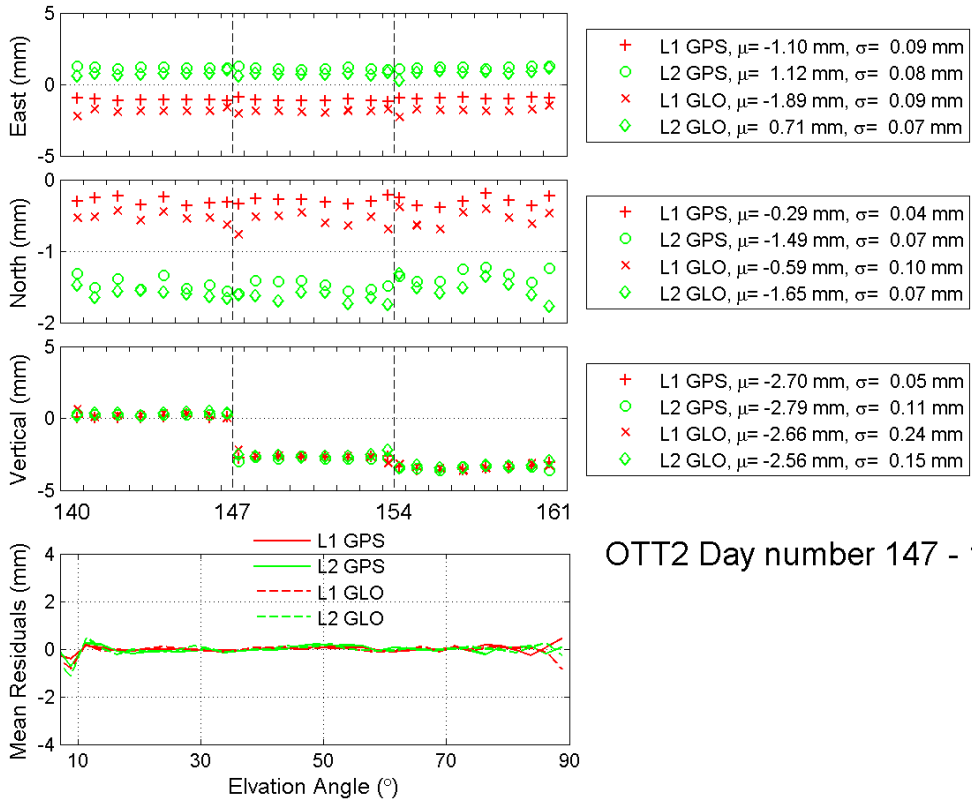 5
0
-5
East (mm)
+ L1 GPS, μ= -1.10 mm, σ= 0.09 mm
L2 GPS, μ= 1.12 mm, σ= 0.08 mm
L1 GLO, μ= -1.89 mm, σ= 0.09 mm
L2 GLO, μ= 0.71 mm, σ= 0.07 mm
0
-1
-2
North (mm)
+ L1 GPS, μ= -0.29 mm, σ= 0.04 mm
L2 GPS, μ= -1.49 mm, σ= 0.07 mm
L1 GLO, μ= -0.59 mm, σ= 0.10 mm
L2 GLO, μ= -1.65 mm, σ= 0.07 mm
5
0
-5
Vertical (mm)
+ L1 GPS, μ= -2.70 mm, σ= 0.05 mm
L2 GPS, μ= -2.79 mm, σ= 0.11 mm
L1 GLO, μ= -2.66 mm, σ= 0.24 mm
L2 GLO, μ= -2.56 mm, σ= 0.15 mm
140 147 154 161
L1 GPS
L2 GPS
L1 GLO
L2 GLO
OTT2 Day number 147 -
4
2
0
-2
-4
Mean Residuals (mm)
10 30 50 70 90
Elvation Angle (°)